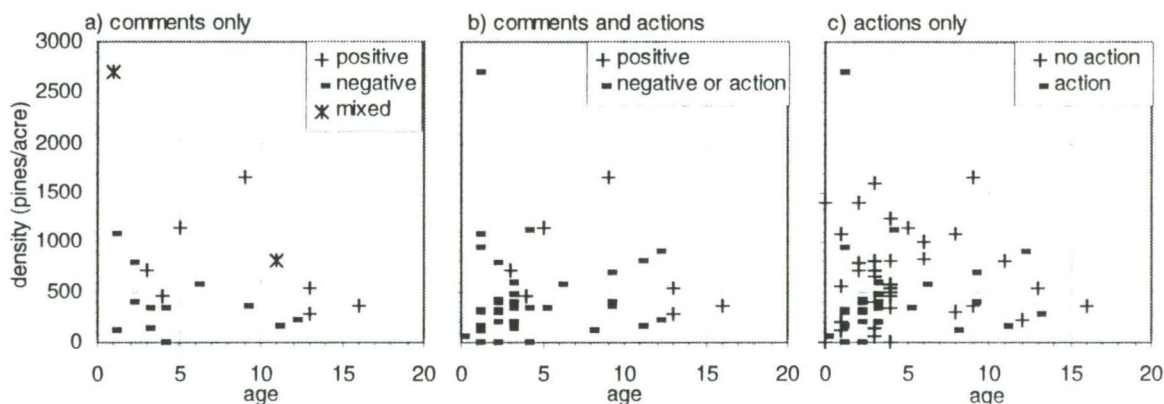 a) comments only
b) comments and actions
c) actions only
density (pines/acre)
3000
2500
2000
1500
1000
500
0
positive
negative
mixed
positive
negative or action
no action
action
0 5 10 15 20
0 5 10 15 20
0 5 10 15 20
age
age
age